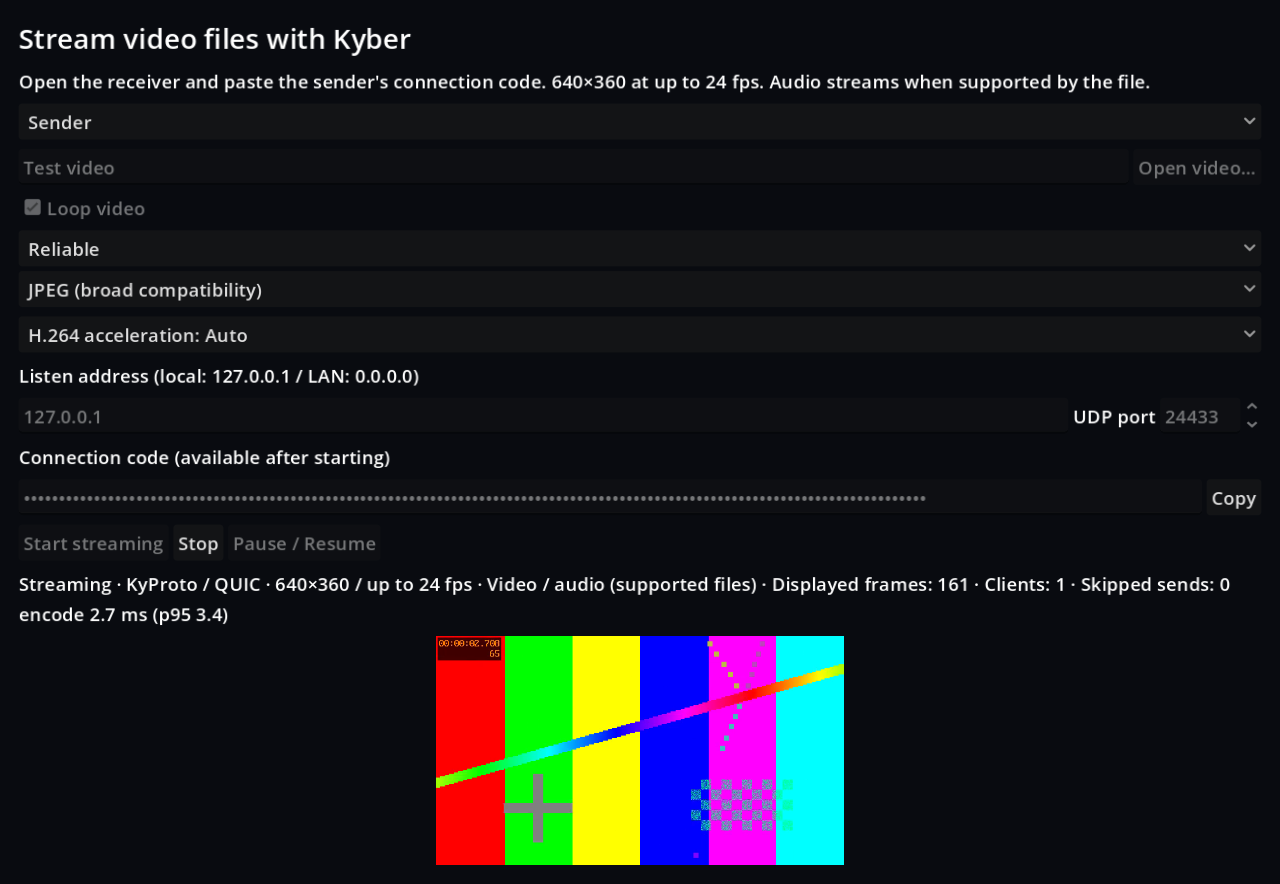 Stream video files with Kyber
Open the receiver and paste the sender's connection code. 640×360 at up to 24 fps. Audio streams when supported by the file.
Sender
Test video
Open video...
Loop video
Reliable
JPEG (broad compatibility)
H.264 acceleration: Auto
Listen address (local: 127.0.0.1 / LAN: 0.0.0.0)
127.0.0.1
UDP port
24433
Connection code (available after starting)
Copy
Start streaming
Stop
Pause / Resume
Streaming · KyProto / QUIC · 640×360 / up to 24 fps · Video / audio (supported files) · Displayed frames: 161 · Clients: 1 · Skipped sends: 0
encode 2.7 ms (p95 3.4)
65